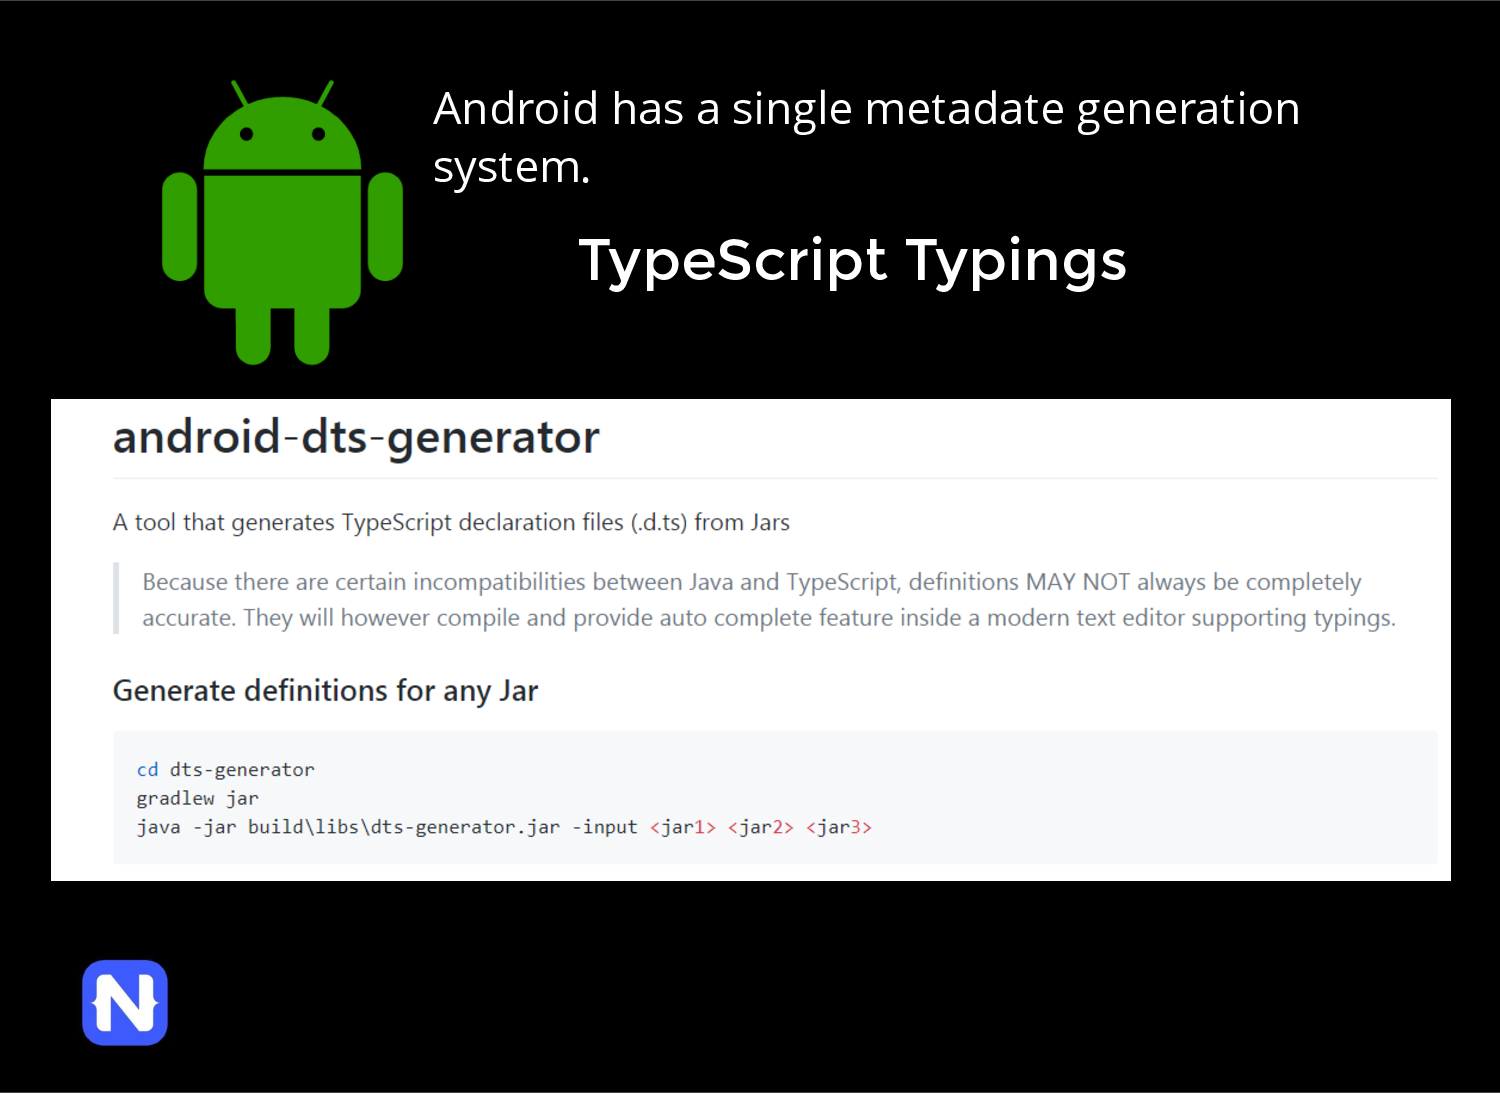 Android has a single metadate generation
system.
TypeScript Typings
android-dts-generator
A tool that generates TypeScript declaration files (.d.ts) from Jars
Because there are certain incompatibilities between Java and TypeScript, definitions MAY NOT always be completely
accurate. They will however compile and provide auto complete feature inside a modern text editor supporting typings.
Generate definitions for any Jar
cd dts-generator
gradlew jar
java -jar build\libs\dts-generator.jar -input <jar1> <jar2> <jar3>
N